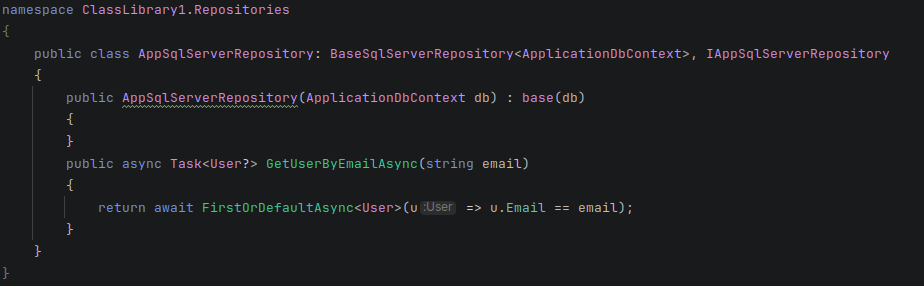 namespace ClassLibrary1.Repositories
{
    public class AppSqlServerRepository: BaseSqlServerRepository<ApplicationDbContext>, IAppSqlServerRepository
    {
        public AppSqlServerRepository(ApplicationDbContext db) : base(db)
        {
        }
        public async Task<User?> GetUserByEmailAsync(string email)
        {
            return await FirstOrDefaultAsync<User>(u :User => u.Email == email);
        }
    }
}